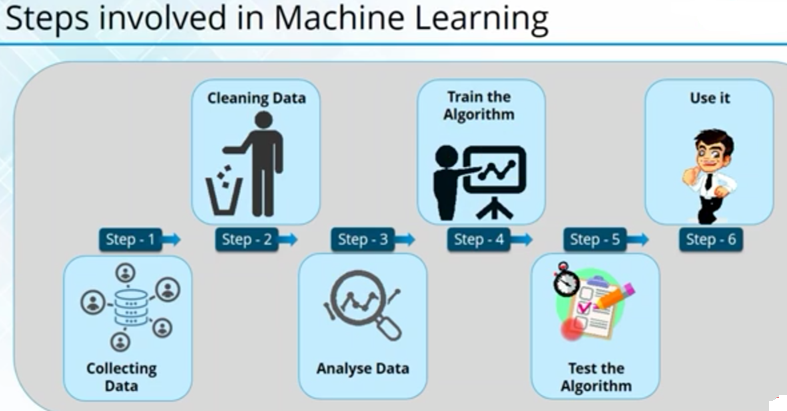 Steps involved in Machine Learning
Cleaning Data
Train the
Algorithm
Use it
Step - 1
Step - 2
Step - 3
Step - 4
Step - 5
Step - 6
Collecting
Data
Analyse Data
Test the
Algorithm